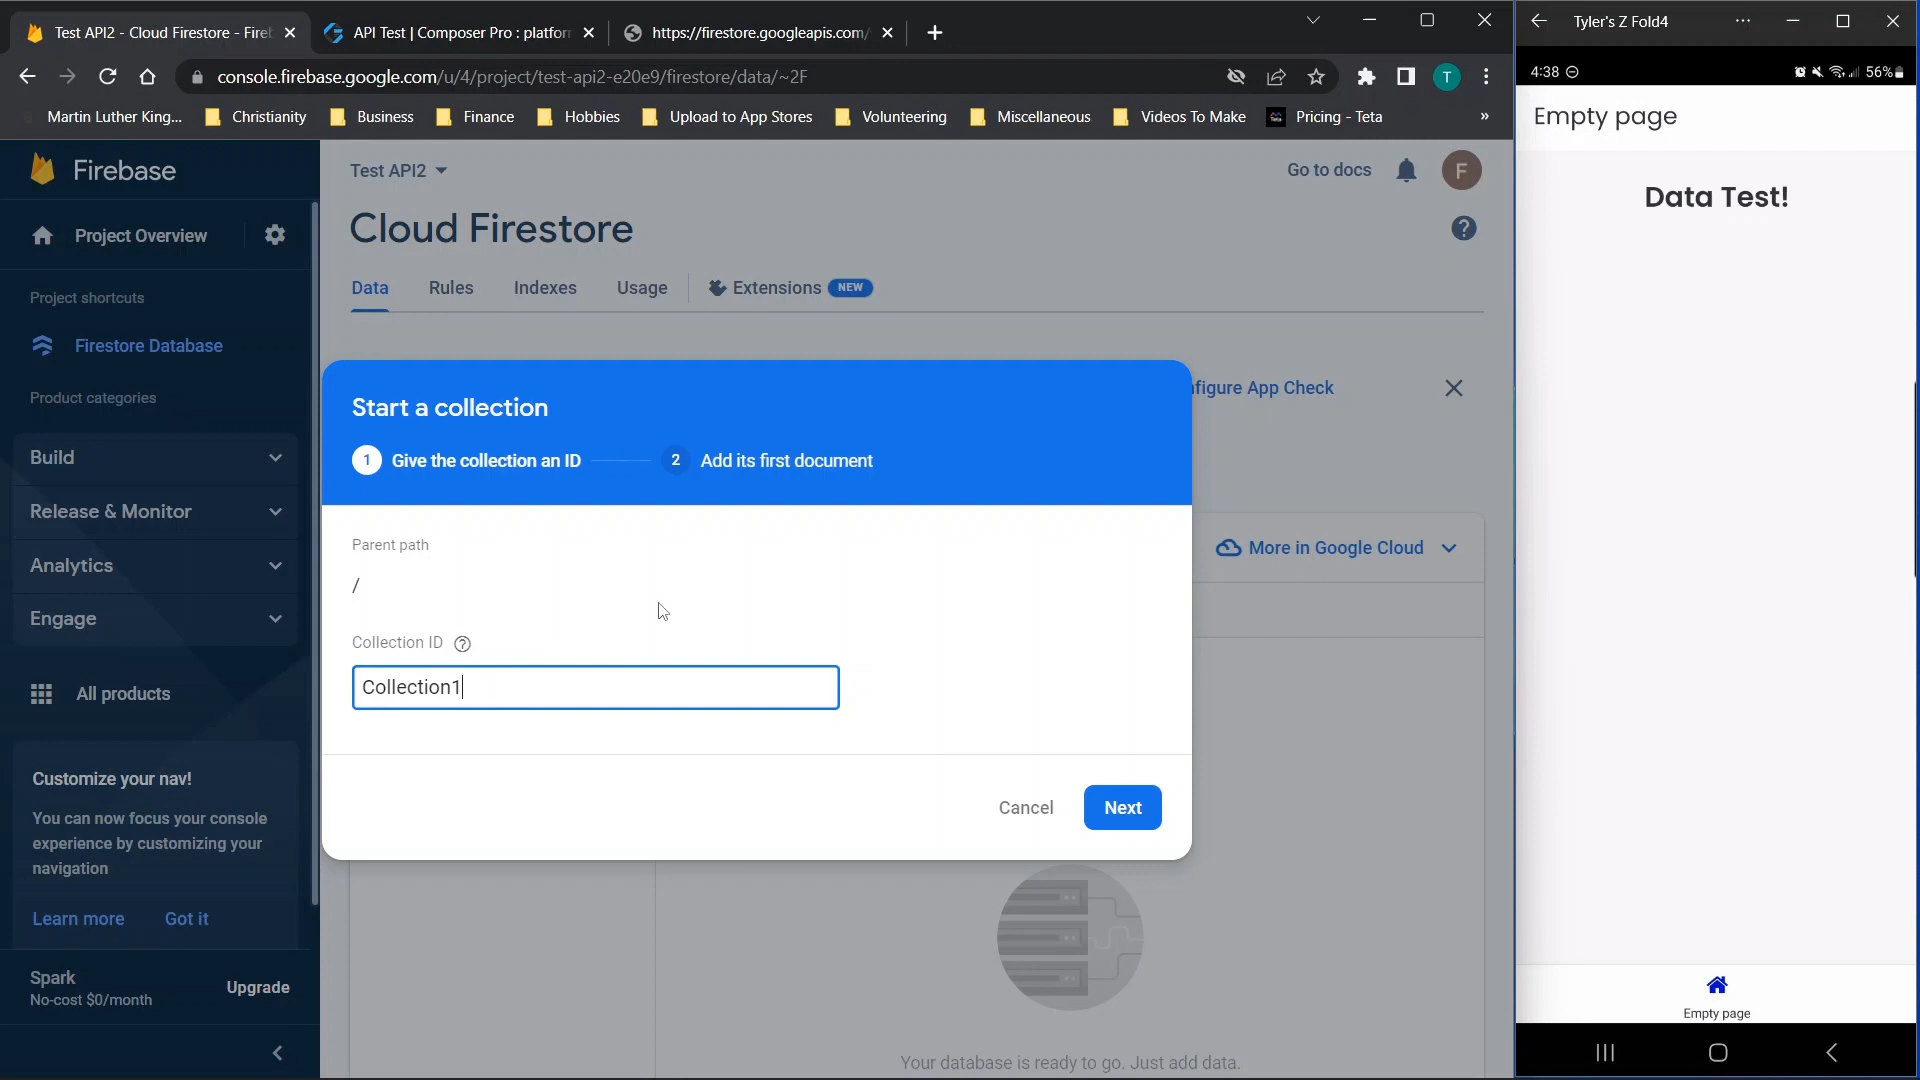 Test API2 - Cloud Firestore - Fire
API Test | Composer Pro : platfor
https://firestore.googleapis.com/
console.firebase.google.com/u/4/project/test-api2-e20e9/firestore/data/~2F
T
Martin Luther King...
Christianity
Business
Finance
Hobbies
Upload to App Stores
Volunteering
Miscellaneous
Videos To Make
Pricing - Teta
»
Firebase
Project Overview
Project shortcuts
Firestore Database
Product categories
Build
Release & Monitor
Analytics
Engage
All products
Customize your nav!
You can now focus your console
experience by customizing your
navigation
Learn more
Got it
Spark
No-cost $0/month
Upgrade
Test API2
Go to docs
F
Cloud Firestore
Data
Rules
Indexes
Usage
Extensions
NEW
figure App Check
Start a collection
1 Give the collection an ID
2 Add its first document
Parent path
/
Collection ID
Collection1
Cancel
Next
More in Google Cloud
Your database is ready to go. Just add data.
Tyler's Z Fold4
4:38
56%
Empty page
Data Test!
Empty page